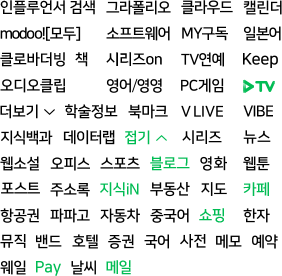 인플루언서 검색 그라폴리오 클라우드 캘린더
modoo![모두] 소프트웨어 MY구독 일본어
클로바더빙 책 시리즈on TV연예 Keep
오디오클립 영어/영영 PC게임 TV
더보기 학술정보 북마크 V LIVE VIBE
지식백과 데이터랩 접기 시리즈 뉴스
웹소설 오피스 스포츠 블로그 영화 웹툰
포스트 주소록 지식iN 부동산 지도 카페
항공권 파파고 자동차 중국어 쇼핑 한자
뮤직 밴드 호텔 증권 국어 사전 메모 예약
웨일 Pay 날씨 메일